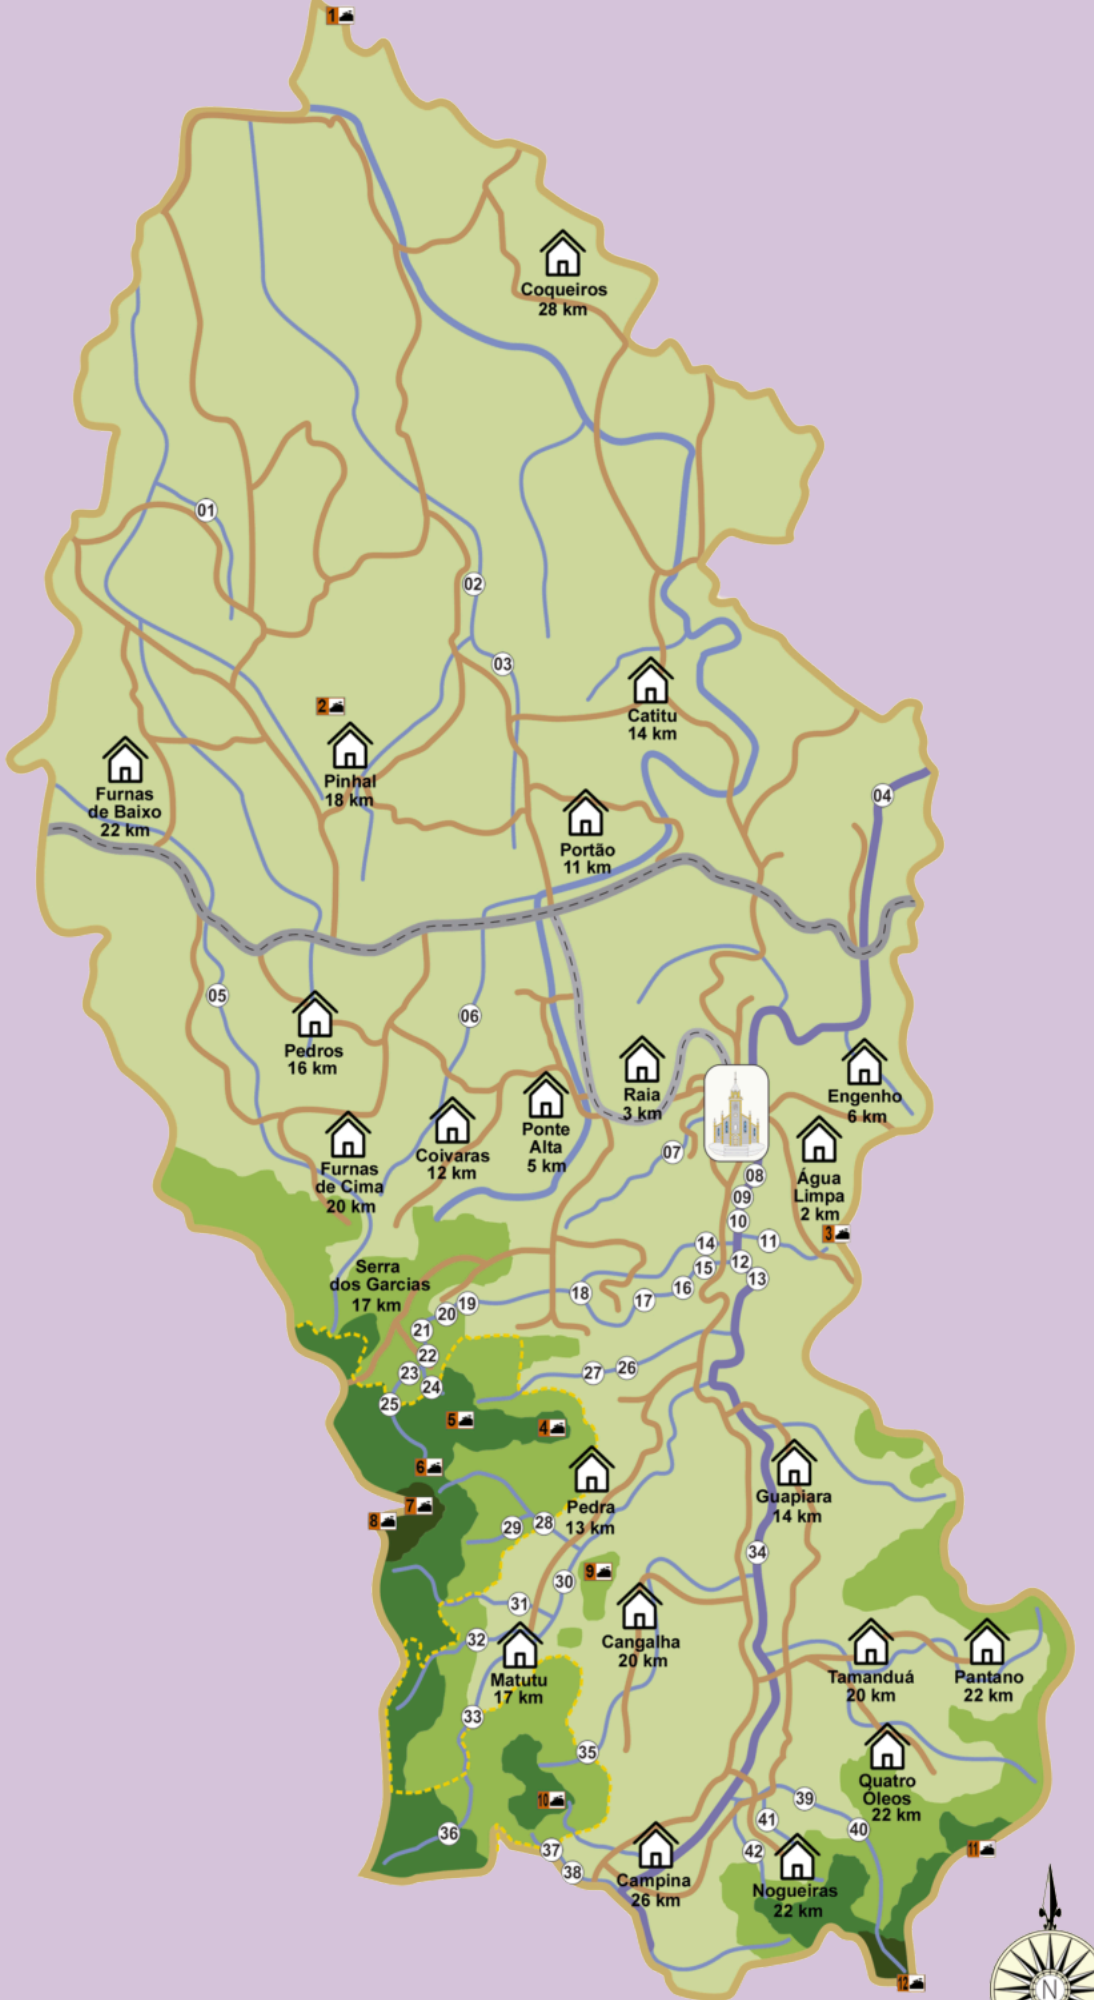 1
Coqueiros
28 km
01
02
03
2
Catitu
14 km
Pinhal
18 km
Furnas
de Baixo
22 km
04
Portão
11 km
05
06
Pedros
16 km
Raia
3 km
Engenho
6 km
Ponte
Alta
5 km
Coivaras
12 km
Furnas
de Cima
20 km
07
08
Água
Limpa
2 km
09
10
3
11
14
12
15
13
16
17
18
19
20
21
Serra
dos Garcias
17 km
22
23
24
25
27
26
5
4
6
7
8
Pedra
13 km
Guapiara
14 km
29
28
34
30
9
31
32
Cangalha
20 km
Matutu
17 km
Tamanduá
20 km
Pantano
22 km
33
35
Quatro
Óleos
22 km
10
39
41
40
36
37
42
38
11
Campina
26 km
Nogueiras
22 km
12
N